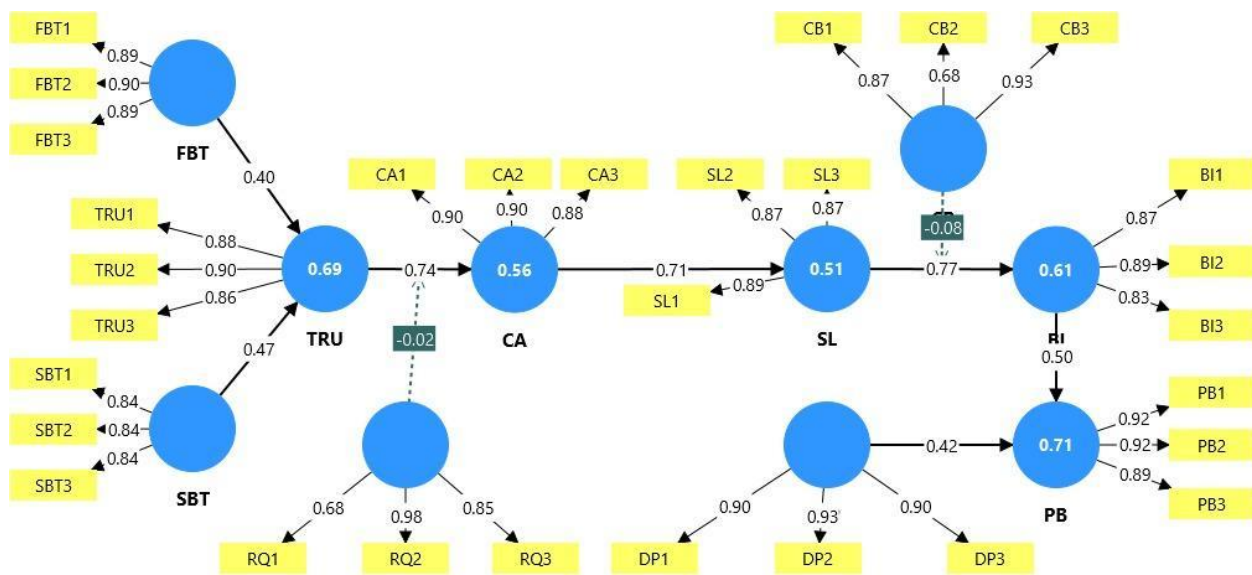 FBT1
FBT2
FBT3
0.89
0.90
0.89
FBT
0.40
TRU1
TRU2
TRU3
0.88
0.90
0.86
0.69
TRU
SBT1
SBT2
SBT3
0.84
0.84
0.84
SBT
0.47
0.74
-0.02
CA1
CA2
CA3
0.90
0.90
0.88
0.56
CA
RQ1
RQ2
RQ3
0.68
0.98
0.85
0.71
SL1
SL2
SL3
0.89
0.87
0.87
0.51
SL
CB1
CB2
CB3
0.87
0.68
0.93
-0.08
0.77
BI1
BI2
BI3
0.87
0.89
0.83
0.61
0.50
DP1
DP2
DP3
0.90
0.93
0.90
0.42
PB1
PB2
PB3
0.92
0.92
0.89
0.71
PB